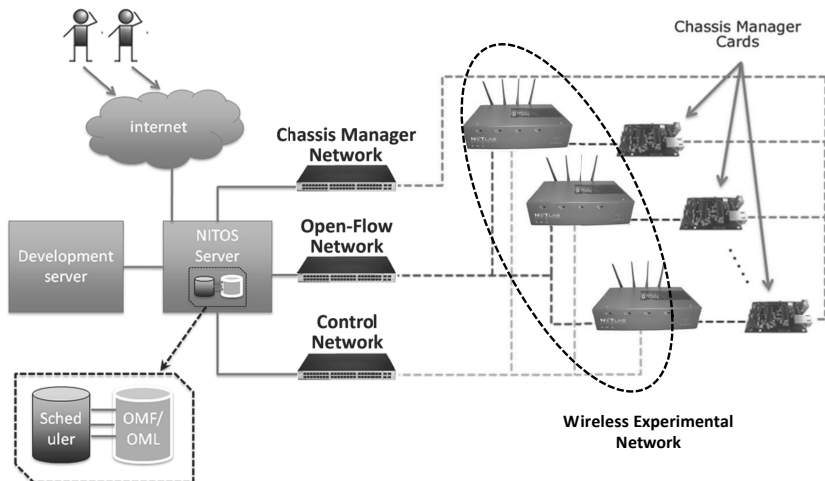 Chassis Manager
Cards
internet
Chassis Manager
Network
Development
server
NITOS
Server
Open-Flow
Network
Control
Network
Sched
uler
OMF/
OML
Wireless Experimental
Network